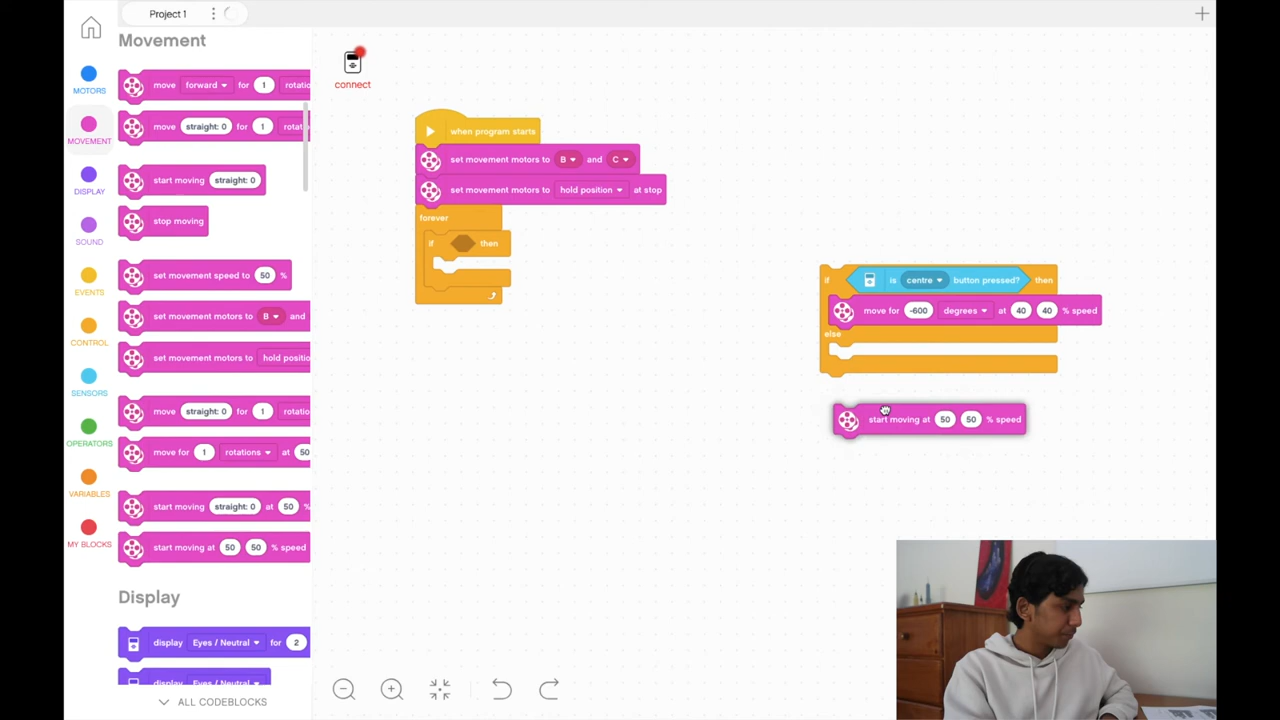 Project 1
Movement
MOTORS
MOVEMENT
DISPLAY
SOUND
EVENTS
CONTROL
SENSORS
OPERATORS
VARIABLES
MY BLOCKS
move forward for 1 rotatio
move straight: 0 for 1 rotat
start moving straight: 0
stop moving
set movement speed to 50 %
set movement motors to B and
set movement motors to hold positio
move straight: 0 for 1 rotatio
move for 1 rotations at 50
start moving straight: 0 at 50 %
start moving at 50 50 % speed
Display
display Eyes / Neutral for 2
display Eyes / Neutral
ALL CODEBLOCKS
connect
when program starts
set movement motors to B and C
set movement motors to hold position at stop
forever
if then
if is centre button pressed? then
move for -600 degrees at 40 40 % speed
else
start moving at 50 50 % speed